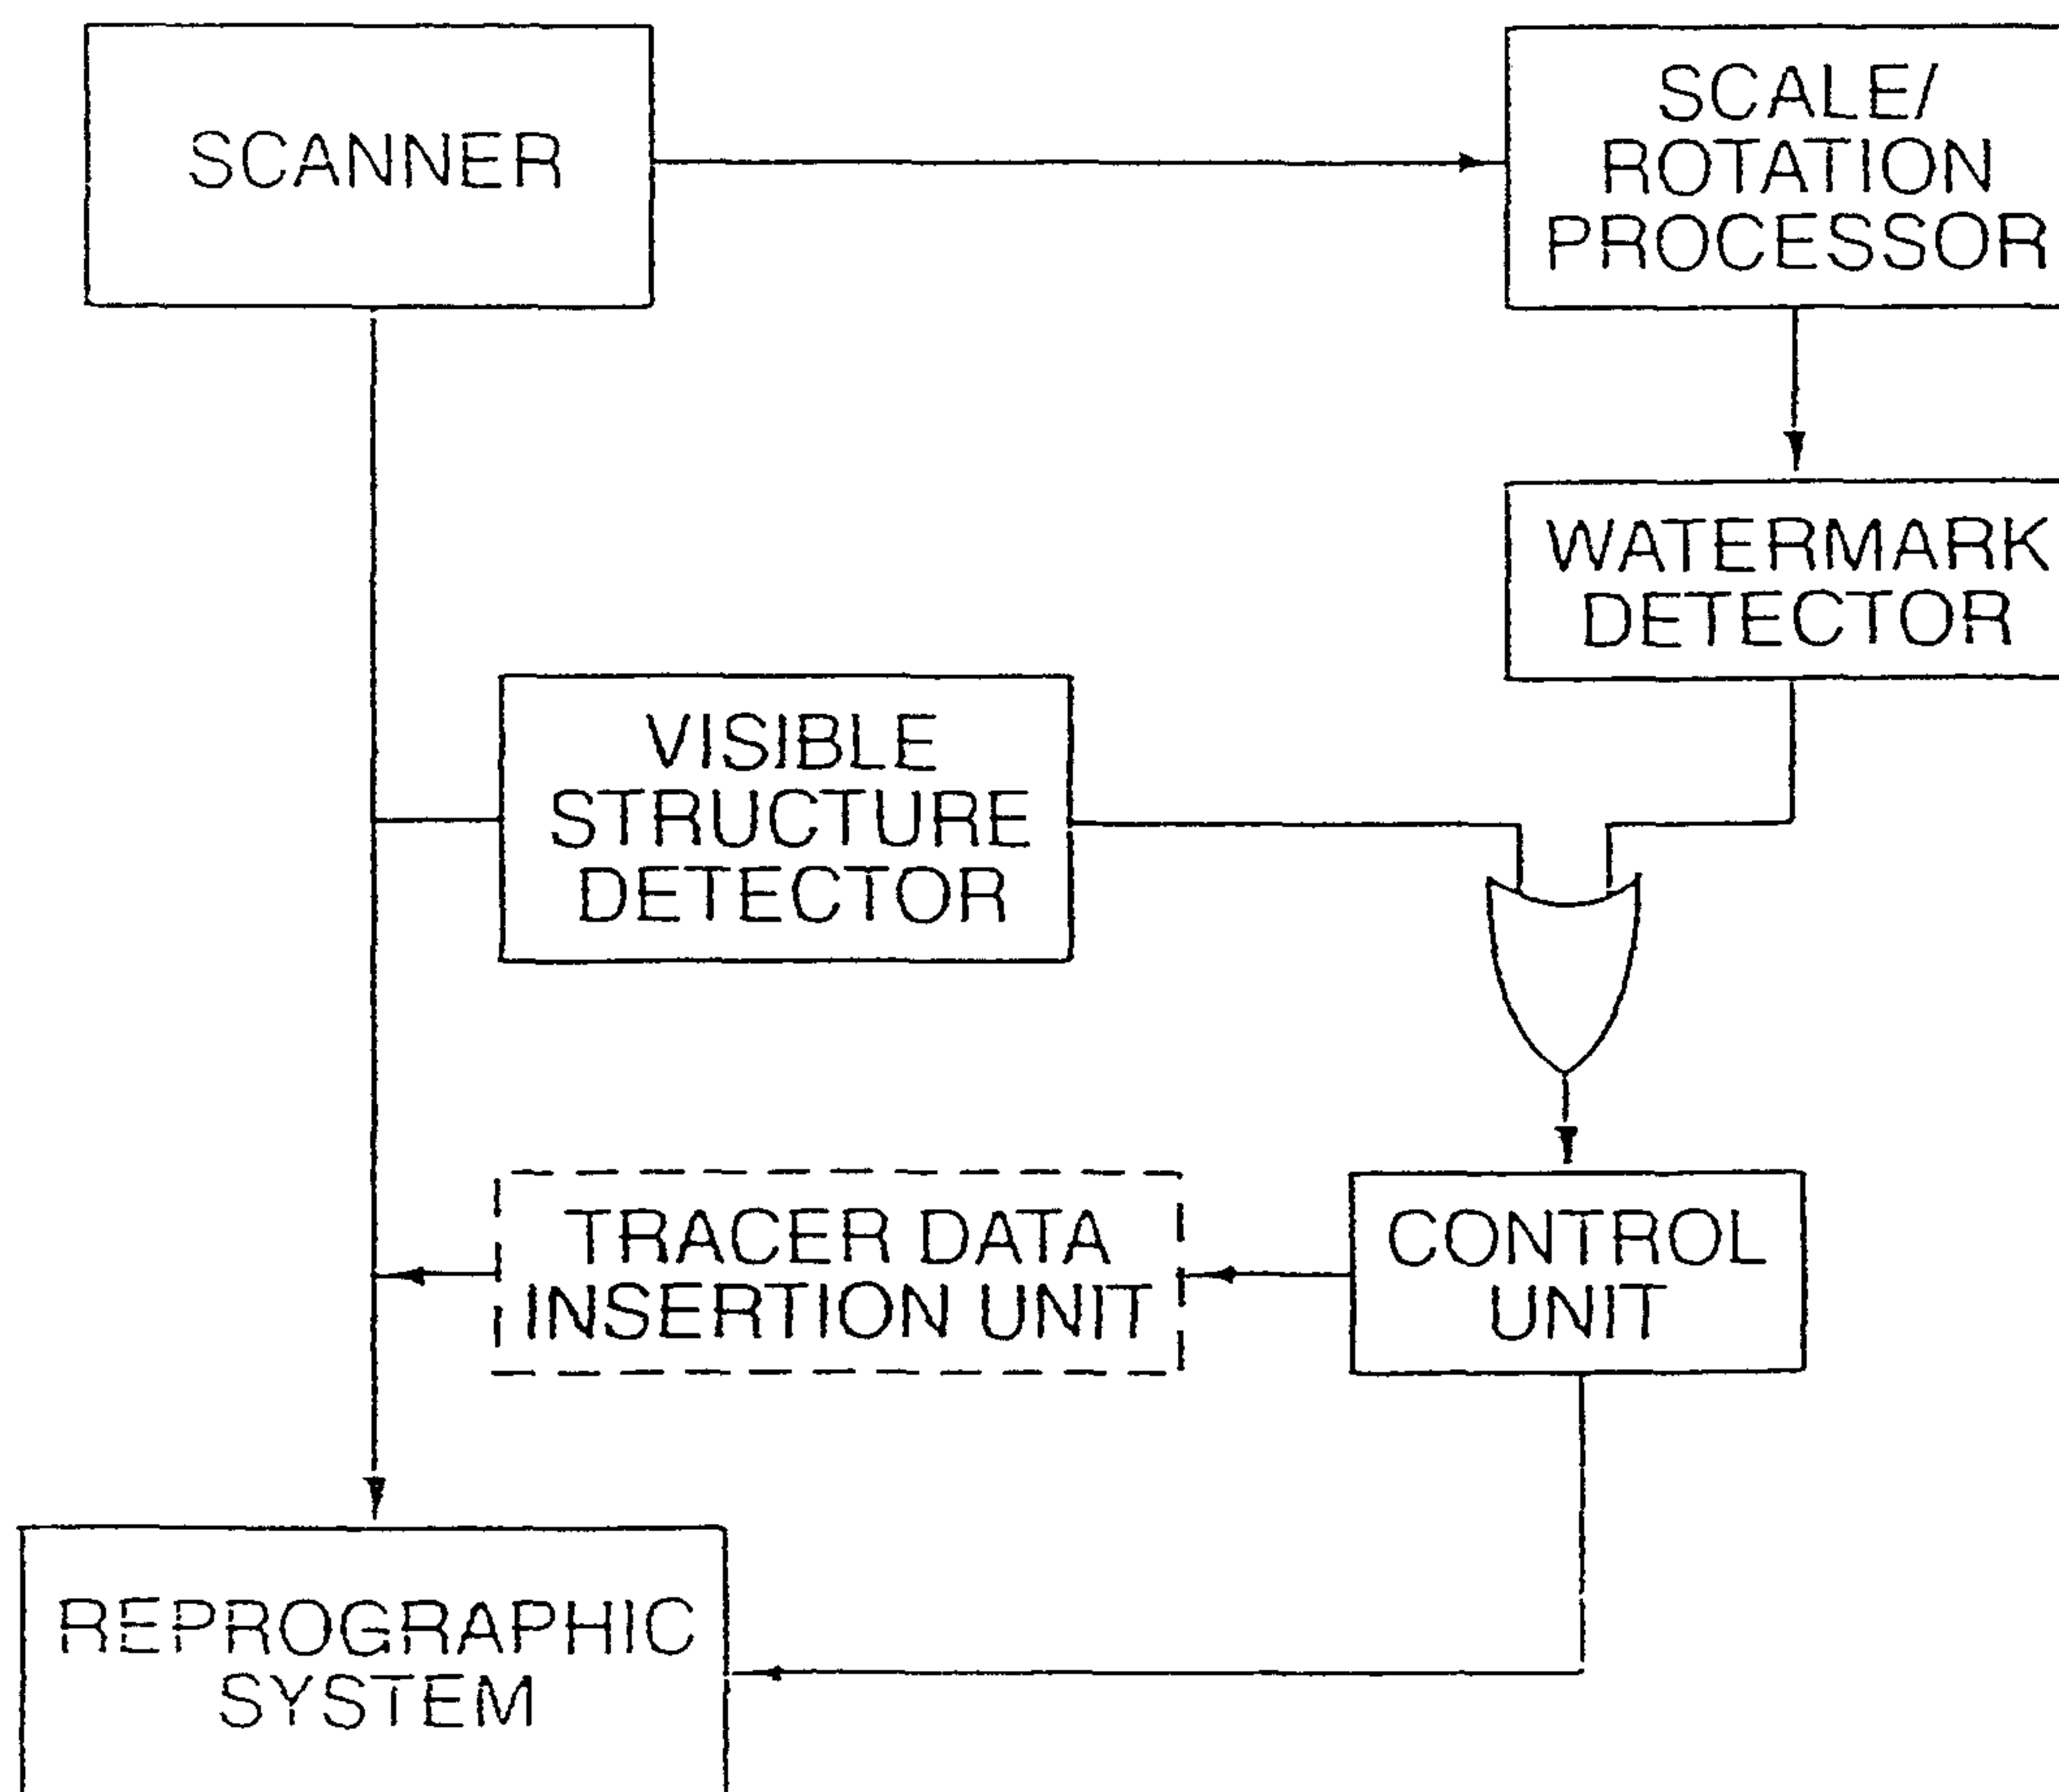 SCANNER
SCALE/
ROTATION
PROCESSOR
WATERMARK
DETECTOR
VISIBLE
STRUCTURE
DETECTOR
TRACER DATA
INSERTION UNIT
CONTROL
UNIT
REPROGRAPHIC
SYSTEM